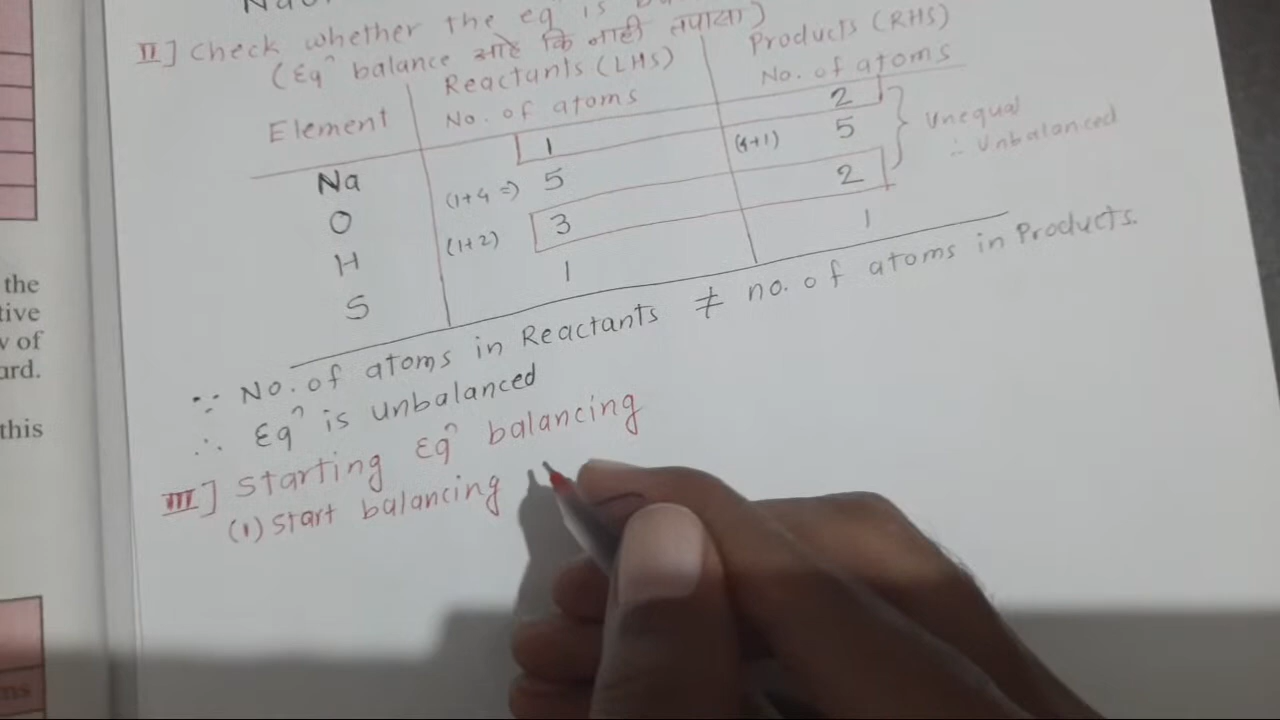 II] Check whether the eqⁿ is
(Eqⁿ balance आहे कि नाही तपासा)
Element Reactants (LHS) Products (RHS)
No. of atoms No. of atoms
Na 1 2
O (1+4 =) 5 (4+1) 5
H (1+2) 3 2
S 1 1
Unequal
∴ Unbalanced
∵ No. of atoms in Reactants ≠ no. of atoms in Products.
∴ Eqⁿ is unbalanced
III] Starting Eqⁿ balancing
(1) Start balancing
the
tive
of
ard.
this